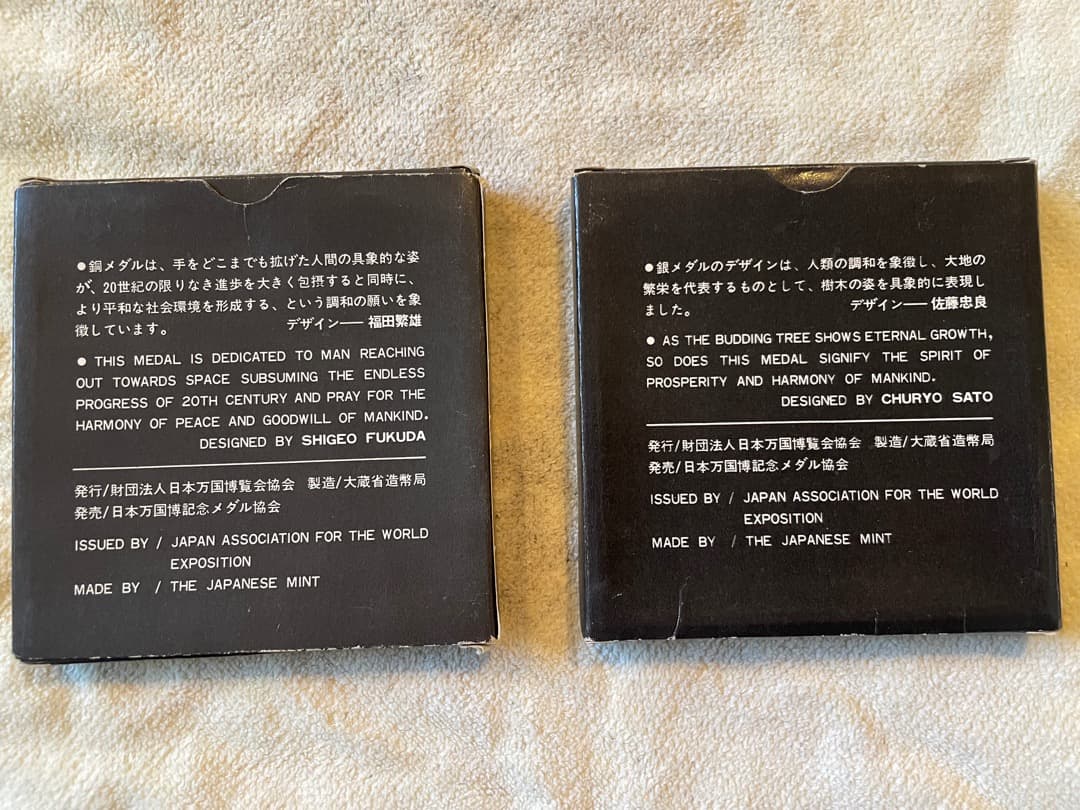 ●銅メダルは、手をどこまでも拡げた人間の具象的な姿
が、20世紀の限りなき進歩を大きく包摂すると同時に、
より平和な社会環境を形成する、という調和の願いを象
徴しています。 デザイン── 福田繁雄
● THIS MEDAL IS DEDICATED TO MAN REACHING
OUT TOWARDS SPACE SUBSUMING THE ENDLESS
PROGRESS OF 20TH CENTURY AND PRAY FOR THE
HARMONY OF PEACE AND GOODWILL OF MANKIND.
DESIGNED BY SHIGEO FUKUDA
発行/財団法人日本万国博覧会協会 製造/大蔵省造幣局
発売/日本万国博記念メダル協会
ISSUED BY / JAPAN ASSOCIATION FOR THE WORLD
EXPOSITION
MADE BY / THE JAPANESE MINT
●銀メダルのデザインは、人類の調和を象徴し、大地の
繁栄を代表するものとして、樹木の姿を具象的に表現し
ました。 デザイン── 佐藤忠良
● AS THE BUDDING TREE SHOWS ETERNAL GROWTH,
SO DOES THIS MEDAL SIGNIFY THE SPIRIT OF
PROSPERITY AND HARMONY OF MANKIND.
DESIGNED BY CHURYO SATO
発行/財団法人日本万国博覧会協会 製造/大蔵省造幣局
発売/日本万国博記念メダル協会
ISSUED BY / JAPAN ASSOCIATION FOR THE WORLD
EXPOSITION
MADE BY / THE JAPANESE MINT